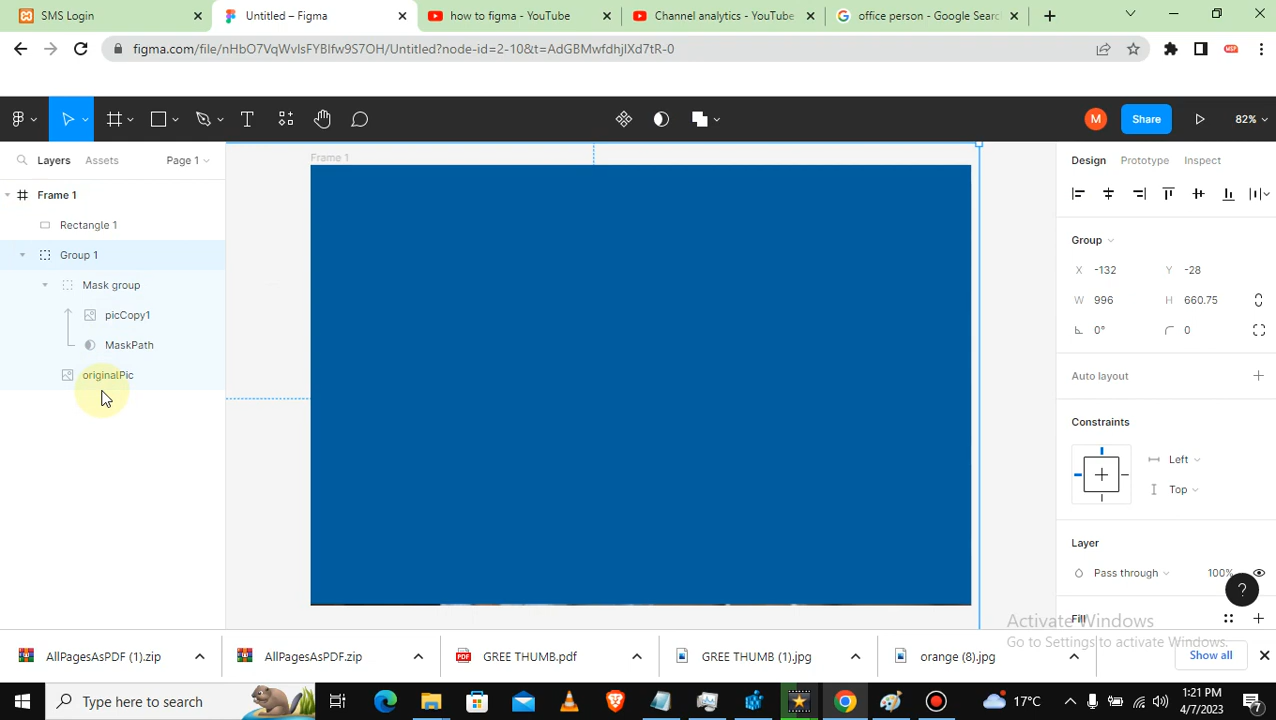 SMS Login
Untitled – Figma
how to figma - YouTube
Channel analytics - YouTube
office person - Google Search
figma.com/file/nHbO7VqWvIsFYBlfw9S7OH/Untitled?node-id=2-10&t=AdGBMwfdhjlXd7tR-0
M
Share
82%
Layers
Assets
Page 1
Frame 1
Design
Prototype
Inspect
Frame 1
Rectangle 1
Group 1
Mask group
picCopy1
MaskPath
originalPic
Group
X -132
Y -28
W 996
H 660.75
0°
0
Auto layout
Constraints
Left
Top
Layer
Pass through
100%
Fill
?
Activate Windows
Go to Settings to activate Windows.
AllPagesAsPDF (1).zip
AllPagesAsPDF.zip
GREE THUMB.pdf
GREE THUMB (1).jpg
orange (8).jpg
Show all
Type here to search
17°C
1:21 PM
4/7/2023
7